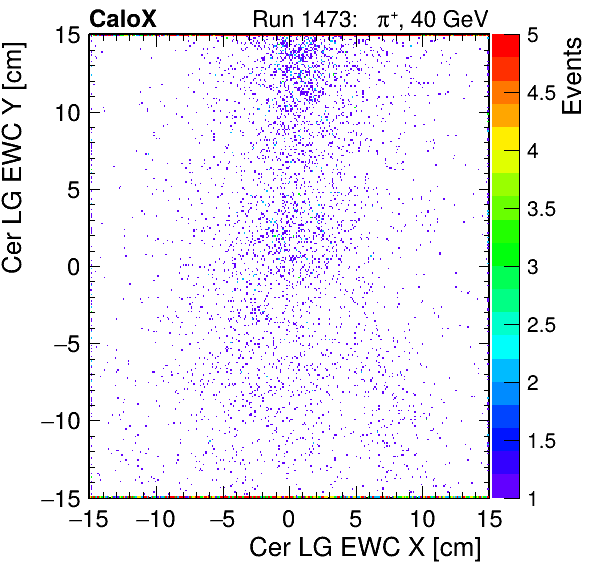 CaloX
Run 1473: π⁺, 40 GeV
Cer LG EWC Y [cm]
15
10
5
0
−5
−10
−15
−15 −10 −5 0 5 10 15
Cer LG EWC X [cm]
5
4.5
4
3.5
3
2.5
2
1.5
1
Events